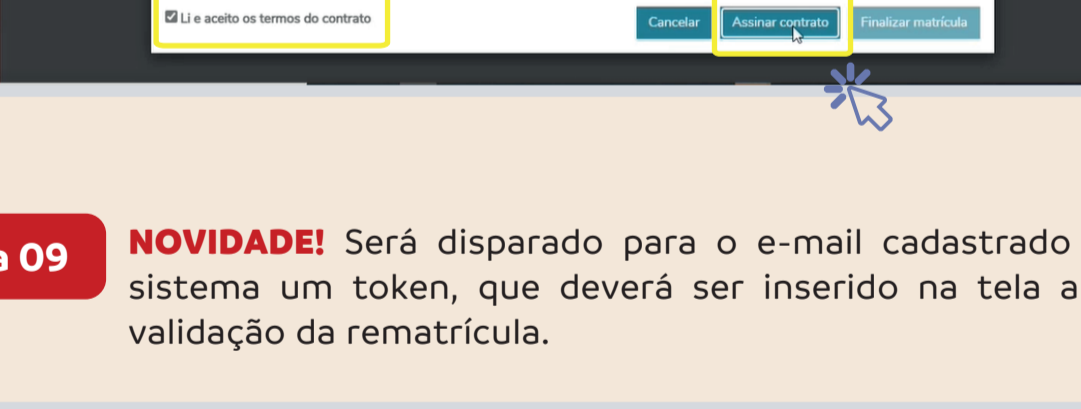 Li e aceito os termos do contrato
Cancelar
Assinar contrato
Finalizar matrícula
09
NOVIDADE! Será disparado para o e-mail cadastrado
sistema um token, que deverá ser inserido na tela
validação da rematrícula.